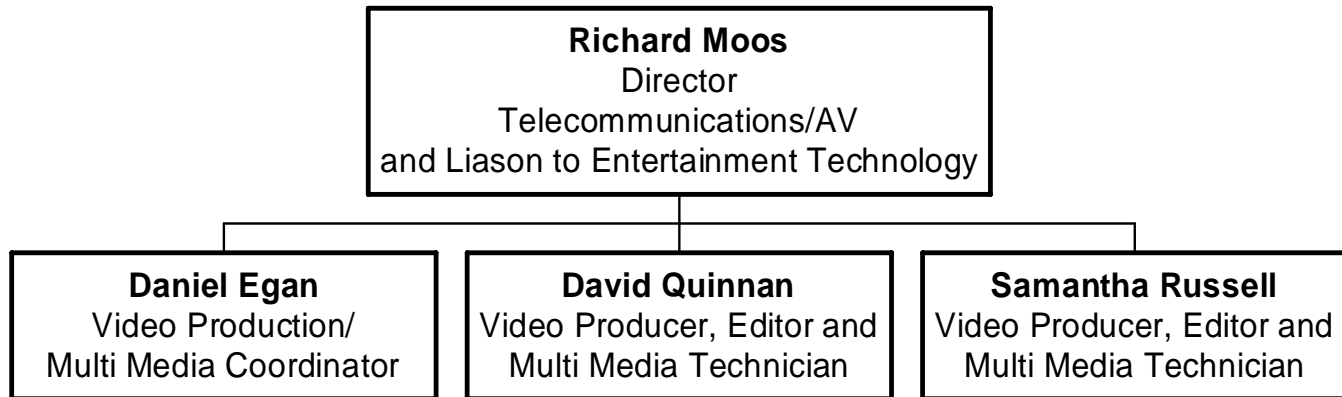 Richard Moos
Director
Telecommunications/AV
and Liason to Entertainment Technology
Daniel Egan
Video Production/
Multi Media Coordinator
David Quinnan
Video Producer, Editor and
Multi Media Technician
Samantha Russell
Video Producer, Editor and
Multi Media Technician